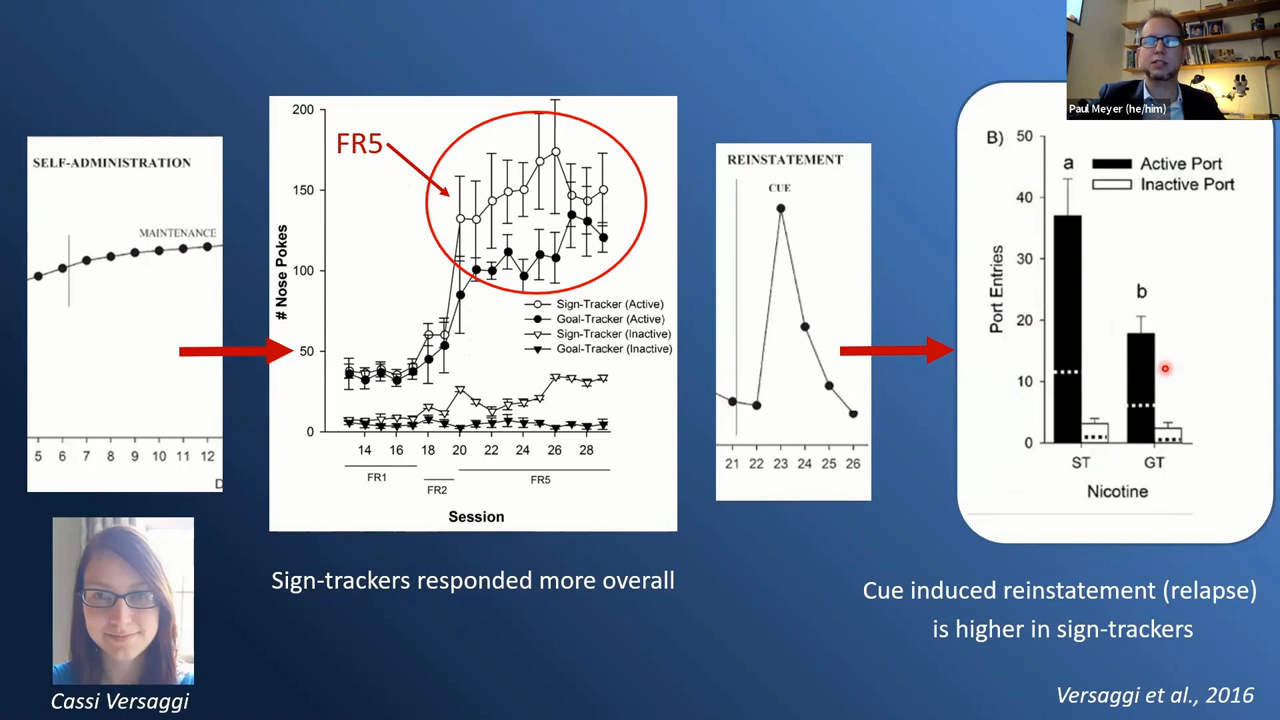 Paul Meyer (he/him)
SELF-ADMINISTRATION
MAINTENANCE
5 6 7 8 9 10 11 12
D
# Nose Pokes
200
150
100
50
0
FR5
Sign-Tracker (Active)
Goal-Tracker (Active)
Sign-Tracker (Inactive)
Goal-Tracker (Inactive)
14 16 18 20 22 24 26 28
FR1 FR2 FR5
Session
REINSTATEMENT
CUE
21 22 23 24 25 26
B)
Active Port
Inactive Port
Port Entries
50
40
30
20
10
0
a
b
ST GT
Nicotine
Sign-trackers responded more overall
Cue induced reinstatement (relapse)
is higher in sign-trackers
Cassi Versaggi
Versaggi et al., 2016